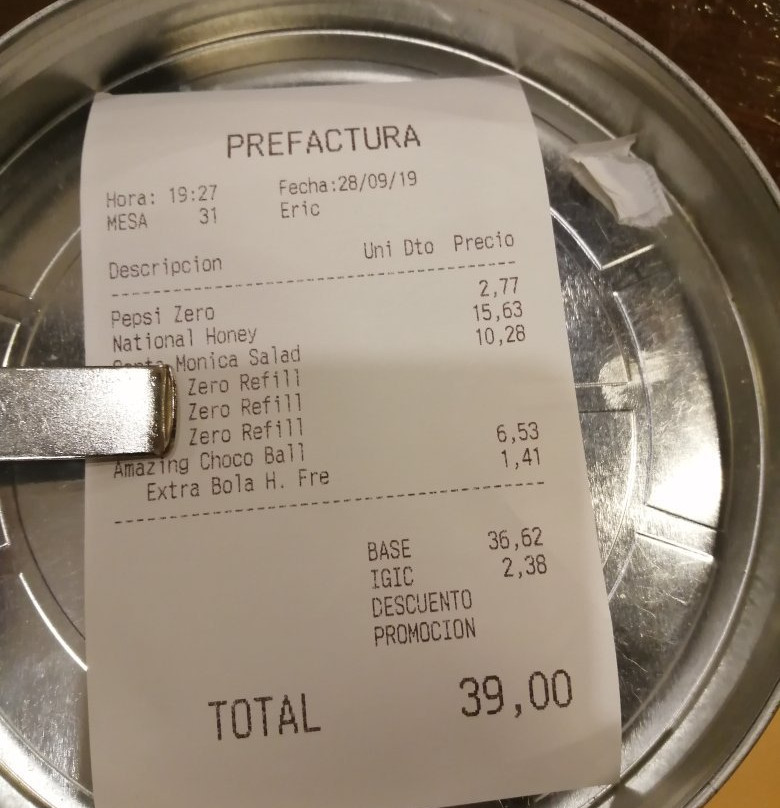 PREFACTURA
Hora: 19:27 Fecha:28/09/19
MESA 31 Eric
Descripcion Uni Dto Precio
Pepsi Zero 2,77
National Honey 15,63
Monica Salad 10,28
Zero Refill
Zero Refill
Zero Refill
Amazing Choco Ball 6,53
Extra Bola H. Fre 1,41
BASE 36,62
IGIC 2,38
DESCUENTO
PROMOCION
TOTAL 39,00